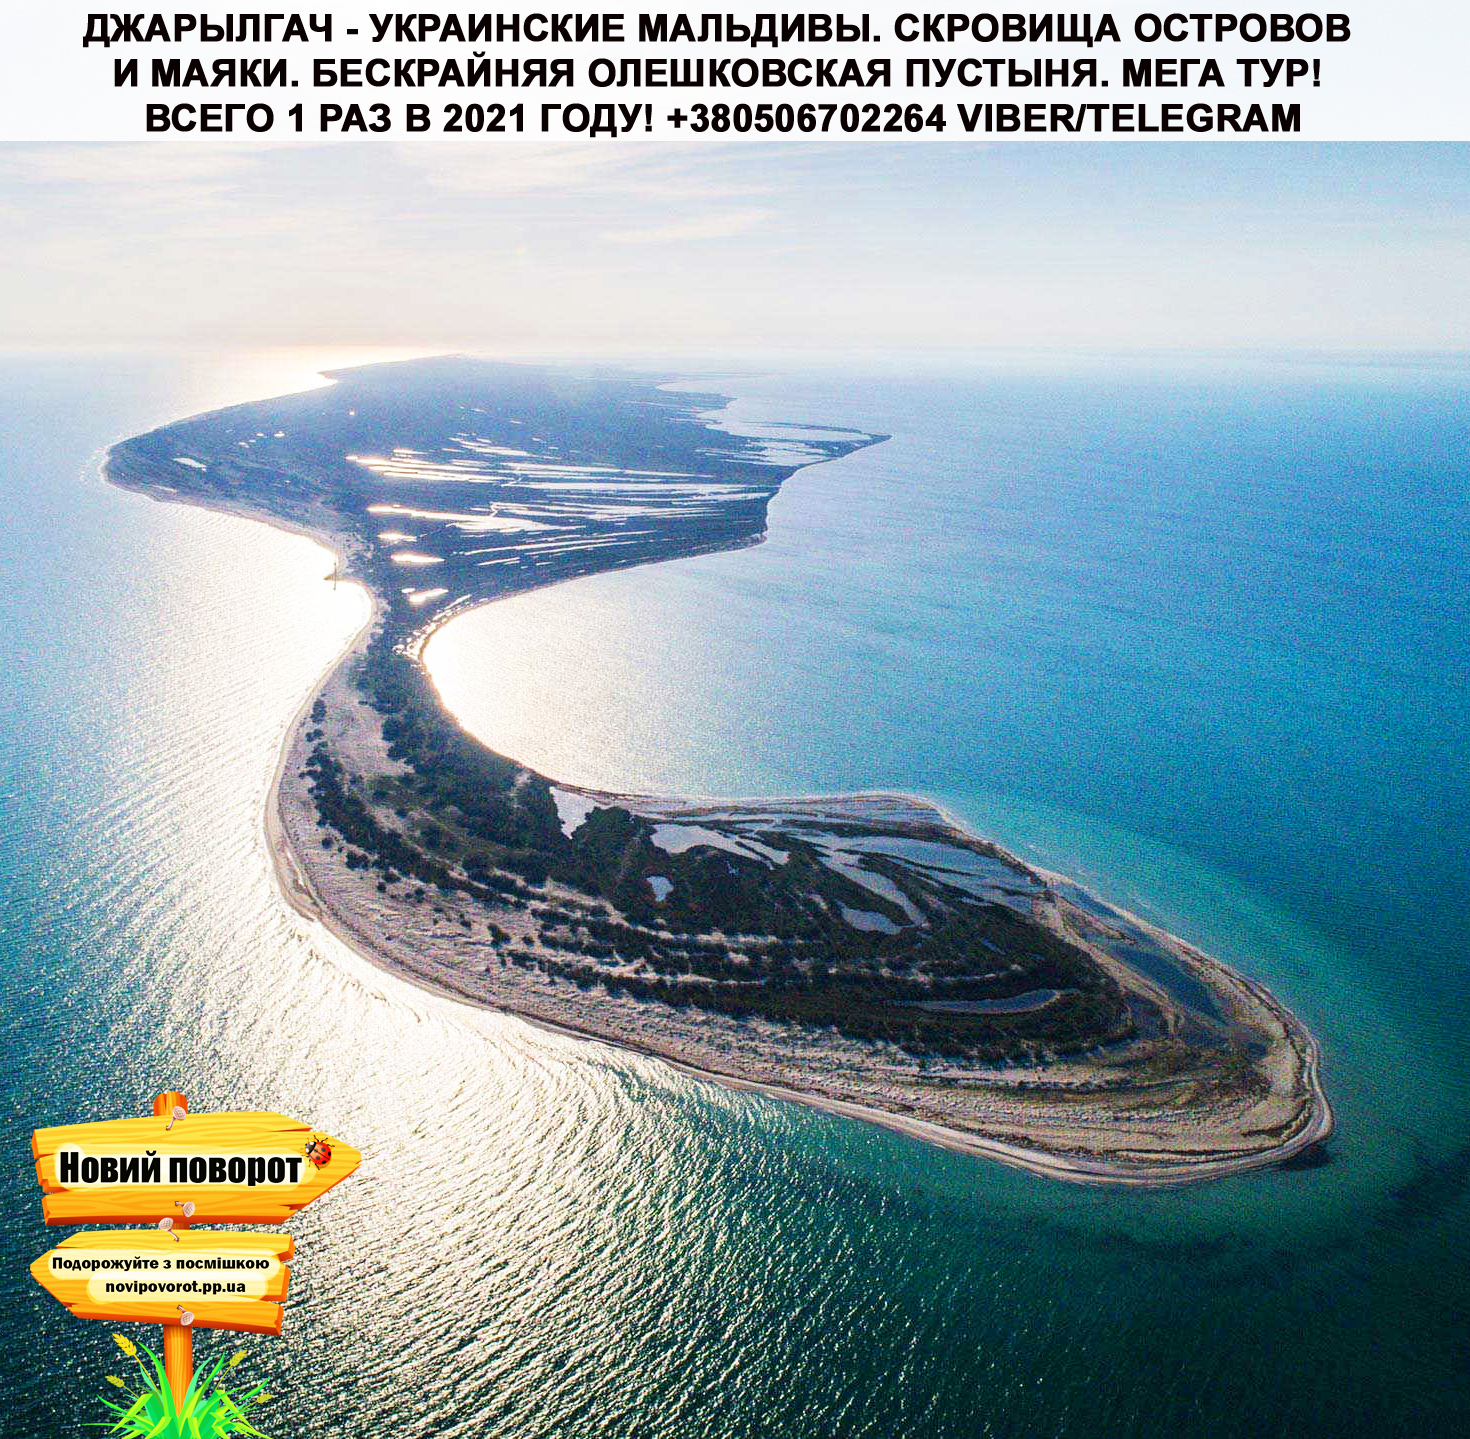 ДЖАРЫЛГАЧ - УКРАИНСКИЕ МАЛЬДИВЫ. СКРОВИЩА ОСТРОВОВ
И МАЯКИ. БЕСКРАЙНЯЯ ОЛЕШКОВСКАЯ ПУСТЫНЯ. МЕГА ТУР!
ВСЕГО 1 РАЗ В 2021 ГОДУ! +380506702264 VIBER/TELEGRAM
Новий поворот
Подорожуйте з посмішкою
novipovorot.pp.ua